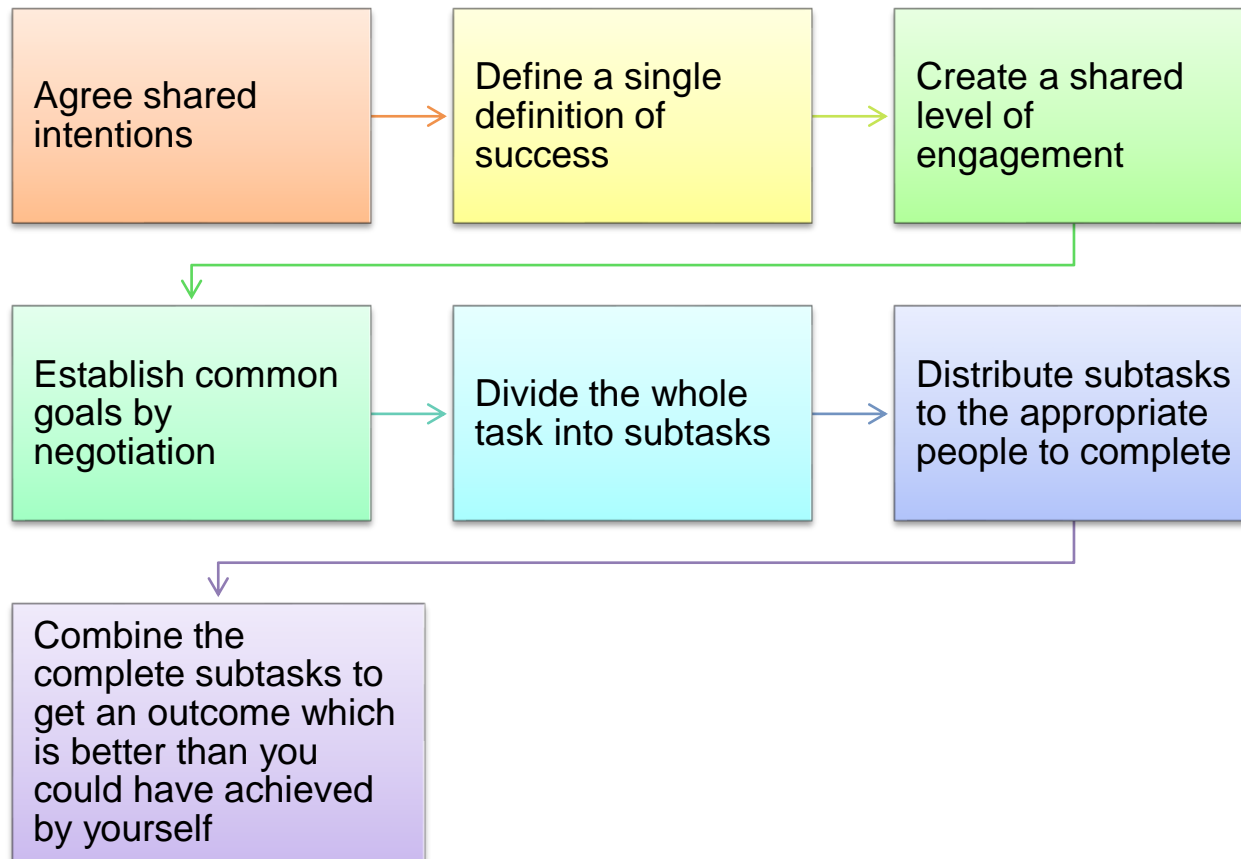 Agree shared
intentions
Define a single
definition of
success
Create a shared
level of
engagement
Establish common
goals by
negotiation
Divide the whole
task into subtasks
Distribute subtasks
to the appropriate
people to complete
Combine the
complete subtasks to
get an outcome which
is better than you
could have achieved
by yourself